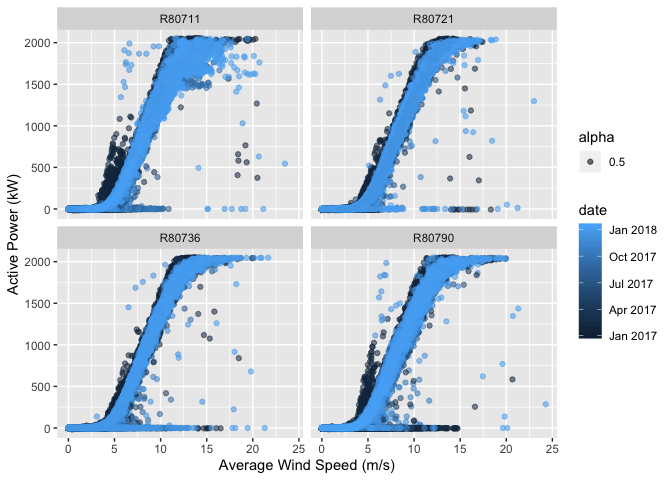 R80711 R80721
2000
1500
1000
500
0
R80736 R80790
2000
1500
1000
500
0
0 5 10 15 20 25 0 5 10 15 20 25
Average Wind Speed (m/s)
Active Power (kW)
alpha
0.5
date
Jan 2018
Oct 2017
Jul 2017
Apr 2017
Jan 2017